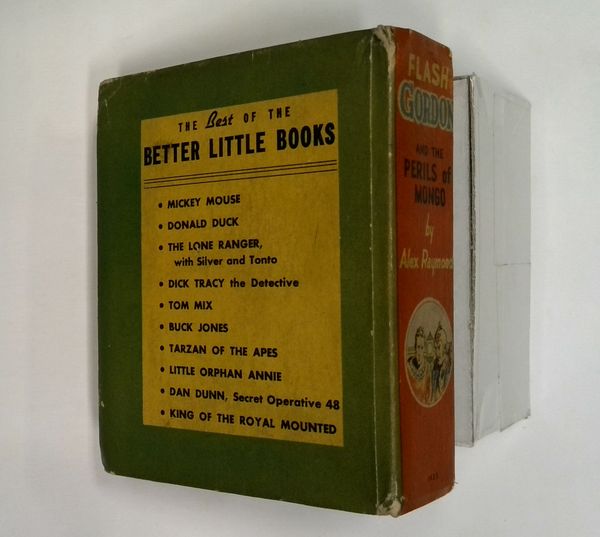 THE Best OF THE
BETTER LITTLE BOOKS
• MICKEY MOUSE
• DONALD DUCK
• THE LONE RANGER,
with Silver and Tonto
• DICK TRACY the Detective
• TOM MIX
• BUCK JONES
• TARZAN OF THE APES
• LITTLE ORPHAN ANNIE
• DAN DUNN, Secret Operative 48
• KING OF THE ROYAL MOUNTED
FLASH
GORDON
AND THE
PERILS of
MONGO
by
Alex Raymond